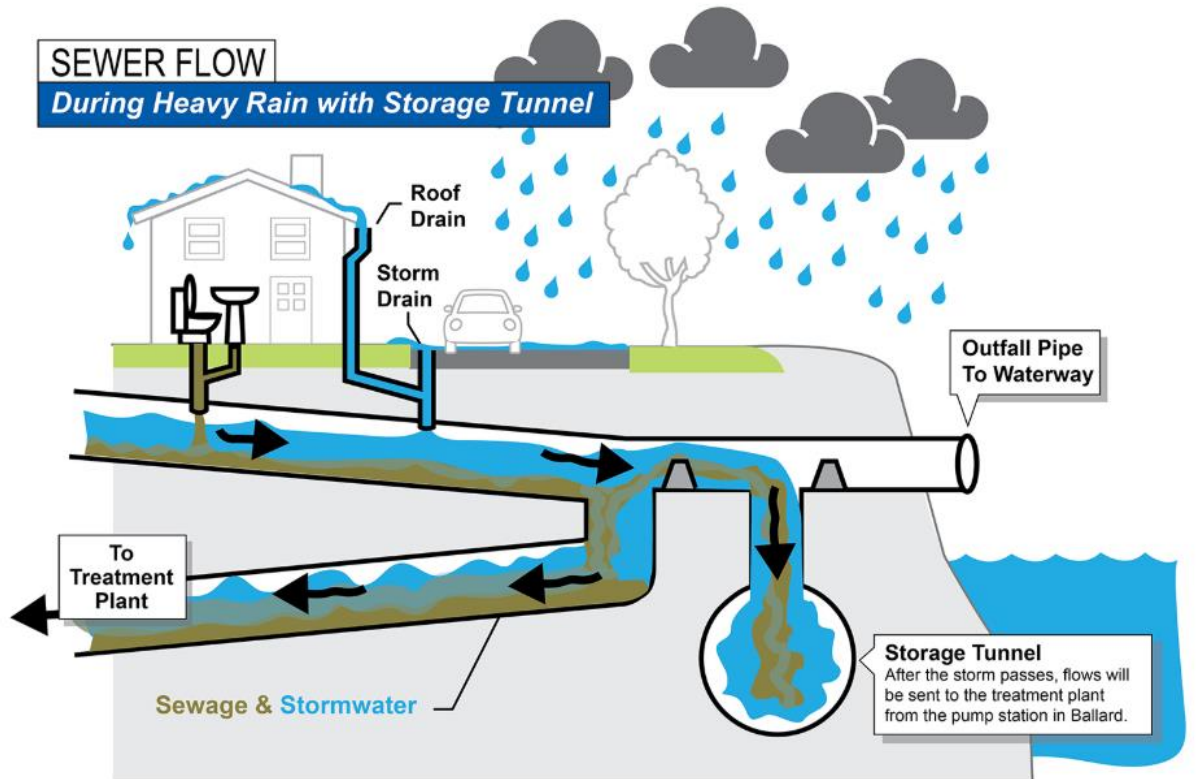 SEWER FLOW
During Heavy Rain with Storage Tunnel
Roof
Drain
Storm
Drain
Outfall Pipe
To Waterway
To
Treatment
Plant
Storage Tunnel
After the storm passes, flows will
be sent to the treatment plant
from the pump station in Ballard.
Sewage & Stormwater